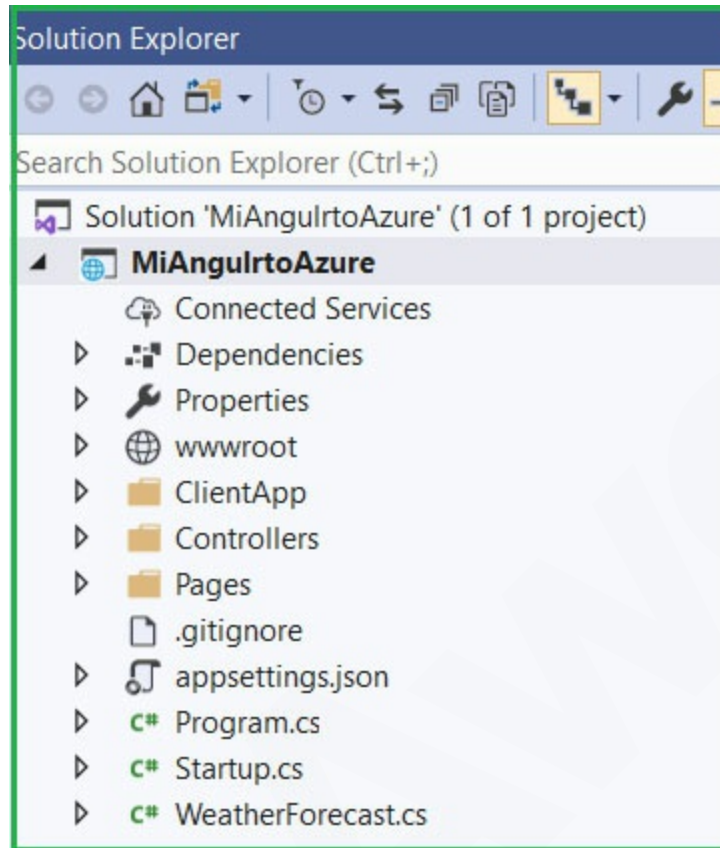 Solution Explorer
Search Solution Explorer (Ctrl+;)
Solution 'MiAngulrtoAzure' (1 of 1 project)
MiAngulrtoAzure
Connected Services
Dependencies
Properties
wwwroot
ClientApp
Controllers
Pages
.gitignore
appsettings.json
C# Program.cs
C# Startup.cs
C# WeatherForecast.cs